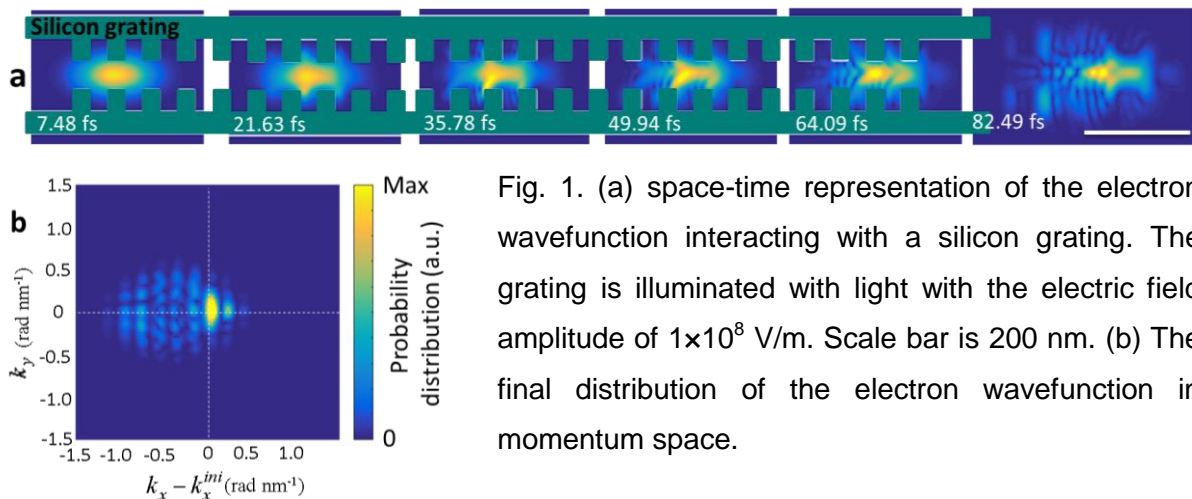 Silicon grating
a
7.48 fs
21.63 fs
35.78 fs
49.94 fs
64.09 fs
82.49 fs
b
1.5
1.0
0.5
0
-0.5
-1.0
-1.5
k_y (rad nm⁻¹)
-1.5 -1.0 -0.5 0 0.5 1.0
k_x − k_x^ini (rad nm⁻¹)
Max
0
Probability
distribution (a.u.)
Fig. 1. (a) space-time representation of the electron
wavefunction interacting with a silicon grating. The
grating is illuminated with light with the electric field
amplitude of 1×10⁸ V/m. Scale bar is 200 nm. (b) The
final distribution of the electron wavefunction in
momentum space.